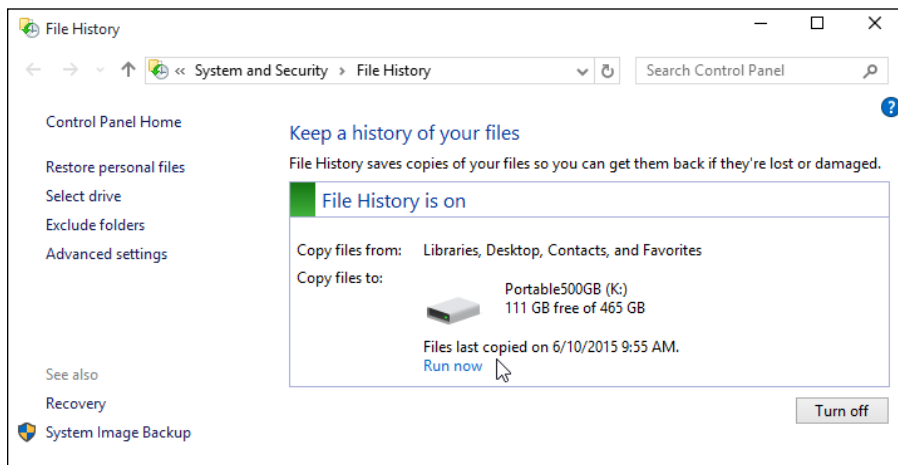 File History
« System and Security › File History
Search Control Panel
?
Control Panel Home
Restore personal files
Select drive
Exclude folders
Advanced settings
Keep a history of your files
File History saves copies of your files so you can get them back if they're lost or damaged.
File History is on
Copy files from: Libraries, Desktop, Contacts, and Favorites
Copy files to:
Portable500GB (K:)
111 GB free of 465 GB
Files last copied on 6/10/2015 9:55 AM.
Run now
Turn off
See also
Recovery
System Image Backup